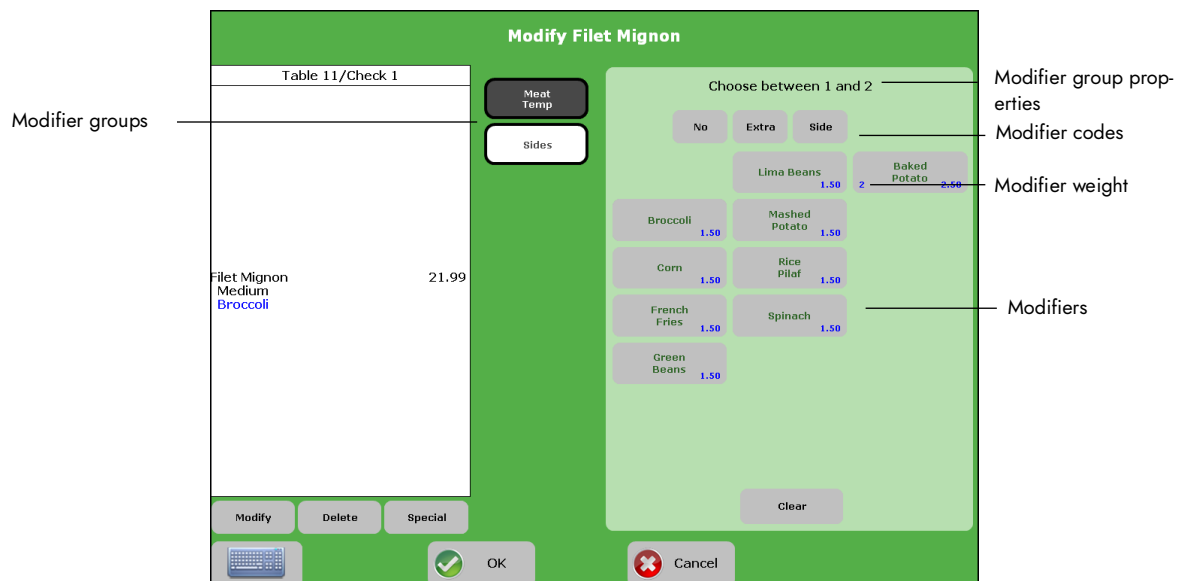 Modify Filet Mignon
Table 11/Check 1
Filet Mignon 21.99
Medium
Broccoli
Modifier groups
Meat
Temp
Sides
Choose between 1 and 2
Modifier group prop-
erties
No Extra Side
Modifier codes
Lima Beans
1.50
Baked
Potato
2 2.50
Modifier weight
Broccoli
1.50
Mashed
Potato
1.50
Corn
1.50
Rice
Pilaf
1.50
French
Fries
1.50
Spinach
1.50
Modifiers
Green
Beans
1.50
Clear
Modify Delete Special
OK Cancel